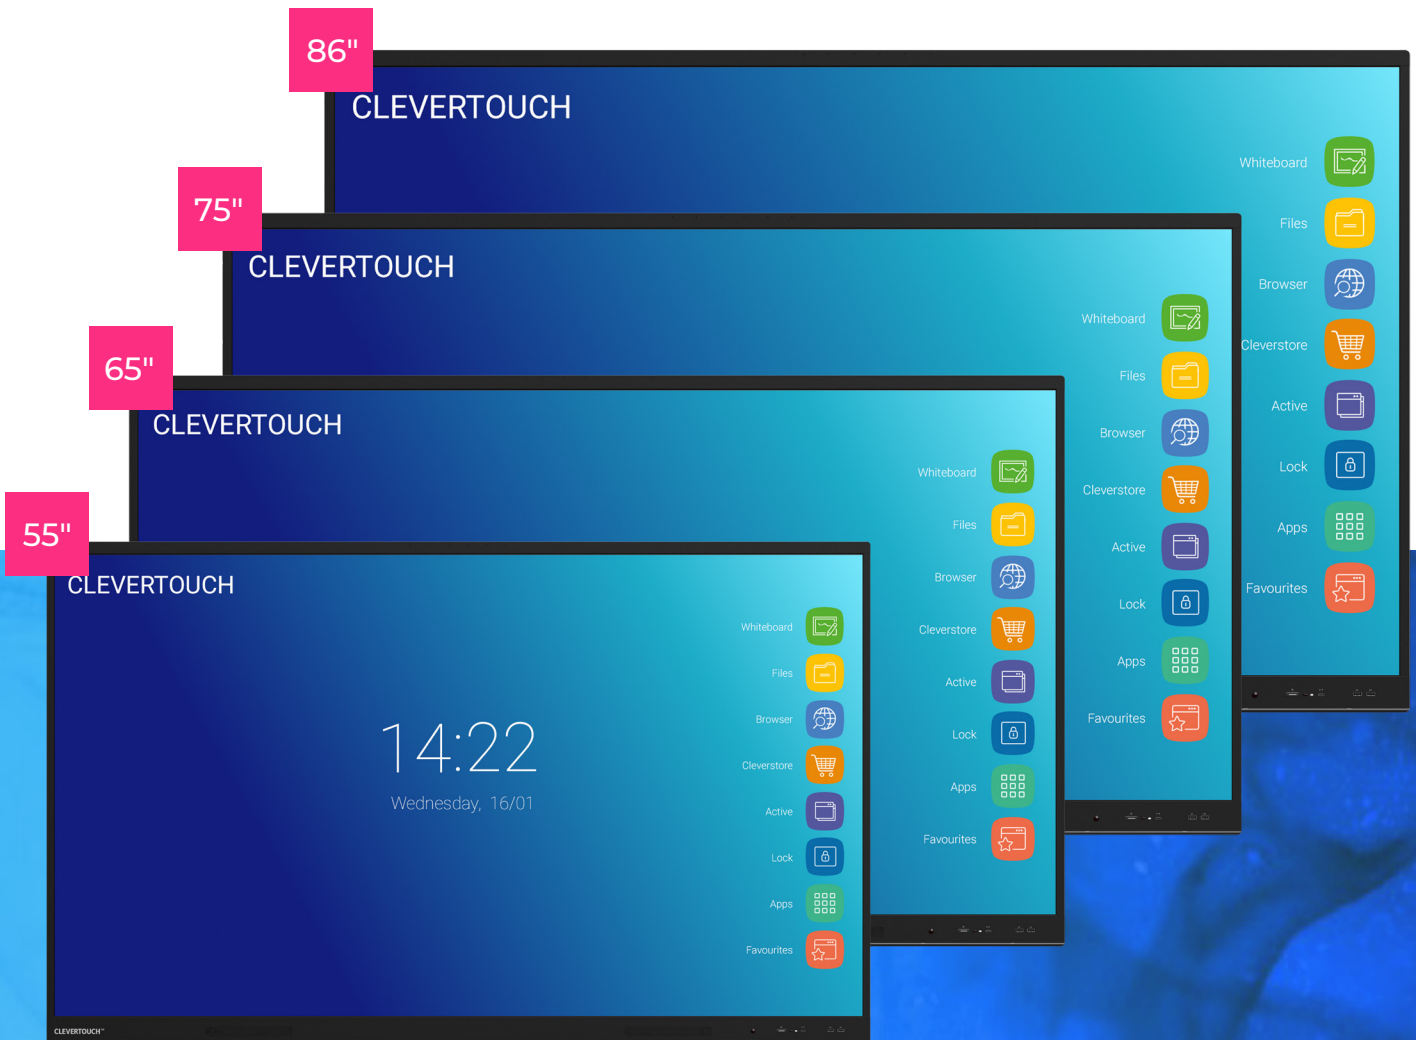 86"
CLEVERTOUCH
Whiteboard
Files
Browser
Cleverstore
Active
Lock
Apps
Favourites
75"
CLEVERTOUCH
Whiteboard
Files
Browser
Cleverstore
Active
Lock
Apps
Favourites
65"
CLEVERTOUCH
Whiteboard
Files
Browser
Cleverstore
Active
Lock
Apps
Favourites
55"
CLEVERTOUCH
14:22
Wednesday, 16/01
Whiteboard
Files
Browser
Cleverstore
Active
Lock
Apps
Favourites
CLEVERTOUCH™